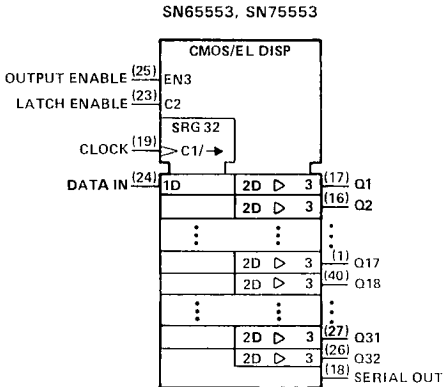 SN65553, SN75553
CMOS/EL DISP
OUTPUT ENABLE (25) EN3
LATCH ENABLE (23) C2
SRG 32
CLOCK (19) C1/→
DATA IN (24) 1D 2D ▷ 3 (17) Q1
2D ▷ 3 (16) Q2
2D ▷ 3 (1) Q17
2D ▷ 3 (40) Q18
2D ▷ 3 (27) Q31
2D ▷ 3 (26) Q32
(18) SERIAL OUT